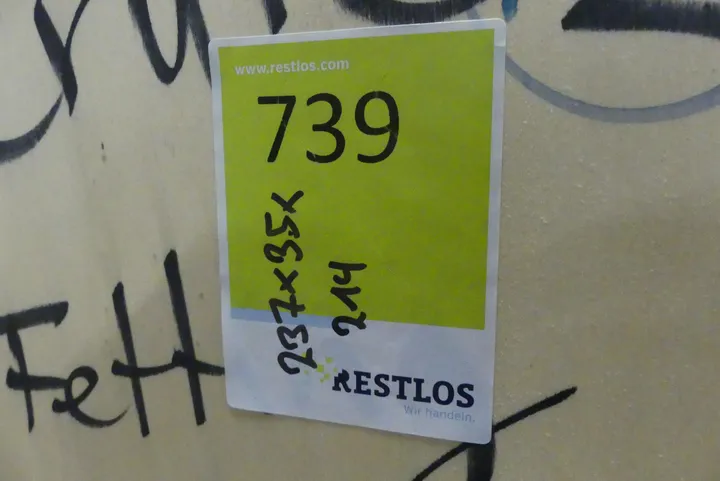 www.restlos.com
739
237x35x
214
RESTLOS
Wir handeln.
Fett